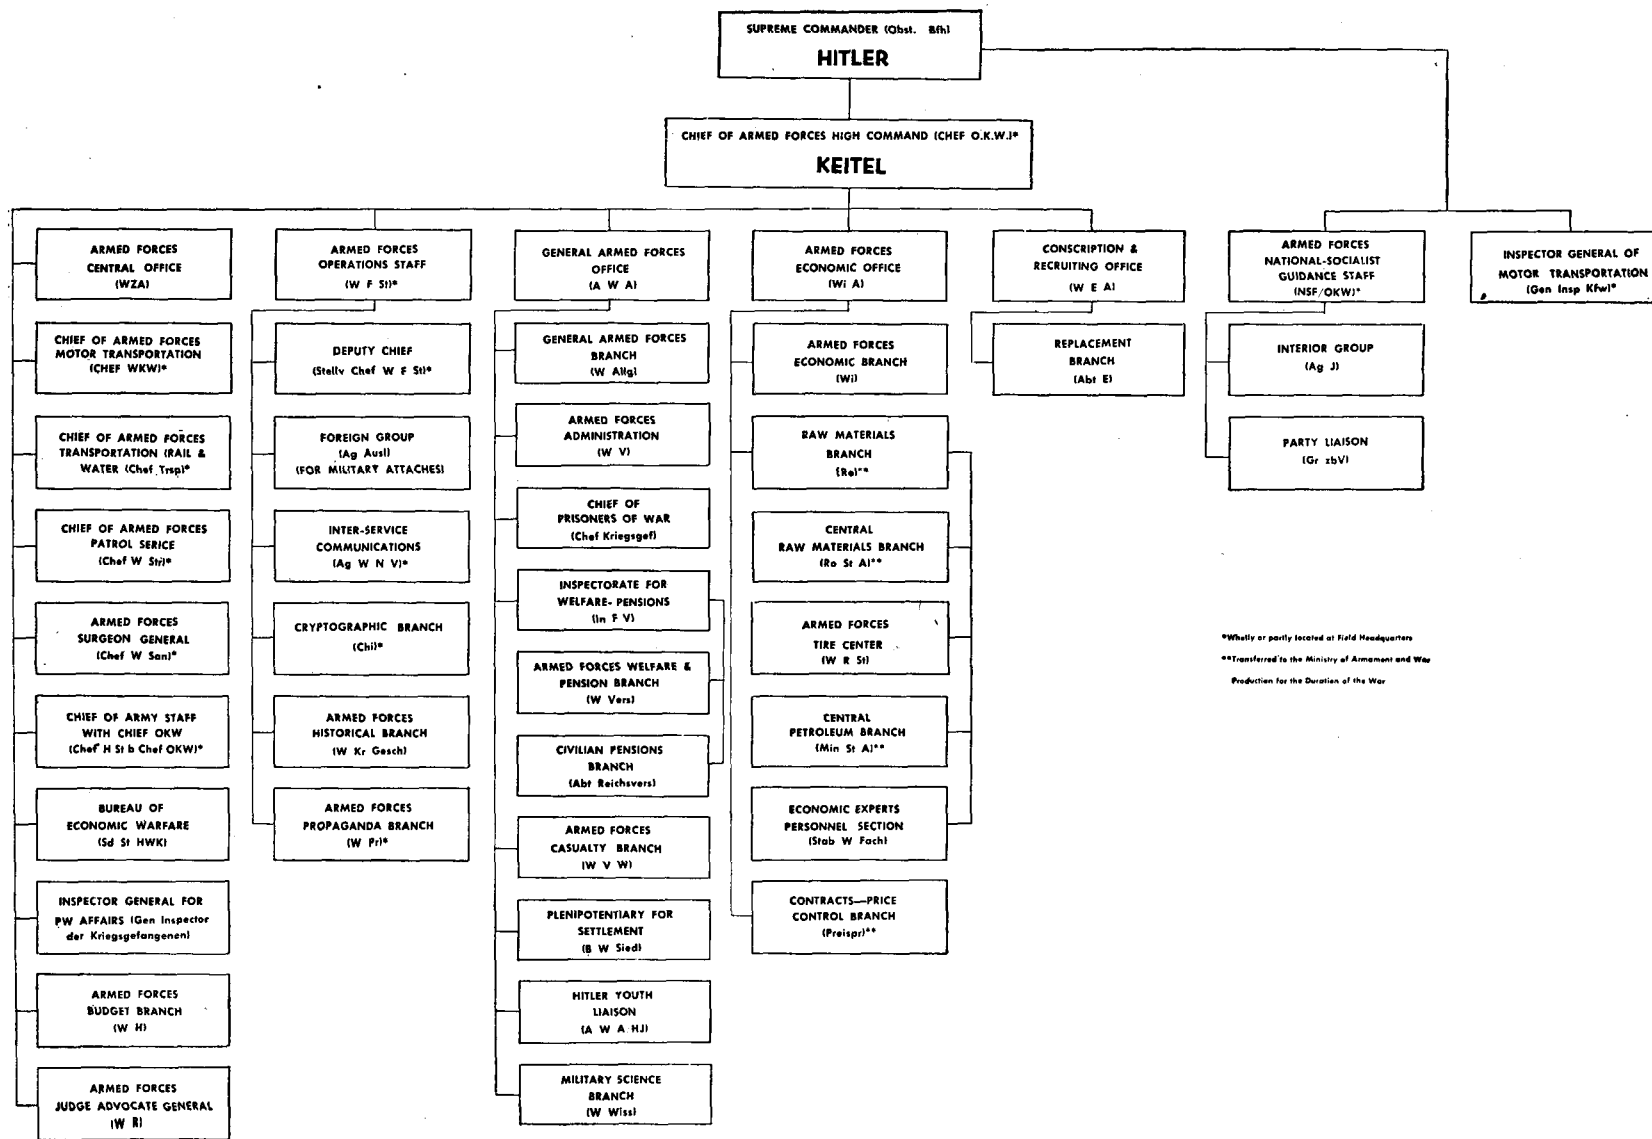 SUPREME COMMANDER (Obst. Bfh)
HITLER
CHIEF OF ARMED FORCES HIGH COMMAND (CHEF O.K.W.)*
KEITEL
ARMED FORCES
CENTRAL OFFICE
(WZA)
CHIEF OF ARMED FORCES
MOTOR TRANSPORTATION
(CHEF WKW)*
CHIEF OF ARMED FORCES
TRANSPORTATION (RAIL &
WATER (Chef Trsp)*
CHIEF OF ARMED FORCES
PATROL SERICE
(Chef W Str)*
ARMED FORCES
SURGEON GENERAL
(Chef W San)*
CHIEF OF ARMY STAFF
WITH CHIEF OKW
(Chef H St b Chef OKW)*
BUREAU OF
ECONOMIC WARFARE
(Sd St HWK)
INSPECTOR GENERAL FOR
PW AFFAIRS (Gen Inspector
der Kriegsgefangenen)
ARMED FORCES
BUDGET BRANCH
(W H)
ARMED FORCES
JUDGE ADVOCATE GENERAL
(W R)
ARMED FORCES
OPERATIONS STAFF
(W F St)*
DEPUTY CHIEF
(Stellv Chef W F St)*
FOREIGN GROUP
(Ag Ausl)
(FOR MILITARY ATTACHES)
INTER-SERVICE
COMMUNICATIONS
(Ag W N V)*
CRYPTOGRAPHIC BRANCH
(Chi)*
ARMED FORCES
HISTORICAL BRANCH
(W Kr Gesch)
ARMED FORCES
PROPAGANDA BRANCH
(W Pr)*
GENERAL ARMED FORCES
OFFICE
(A W A)
GENERAL ARMED FORCES
BRANCH
(W Allg)
ARMED FORCES
ADMINISTRATION
(W V)
CHIEF OF
PRISONERS OF WAR
(Chef Kriegsgef)
INSPECTORATE FOR
WELFARE- PENSIONS
(In F V)
ARMED FORCES WELFARE &
PENSION BRANCH
(W Vers)
CIVILIAN PENSIONS
BRANCH
(Abt Reichsvers)
ARMED FORCES
CASUALTY BRANCH
(W V W)
PLENIPOTENTIARY FOR
SETTLEMENT
(B W Sied)
HITLER YOUTH
LIAISON
(A W A HJ)
MILITARY SCIENCE
BRANCH
(W Wiss)
ARMED FORCES
ECONOMIC OFFICE
(Wi A)
ARMED FORCES
ECONOMIC BRANCH
(Wi)
RAW MATERIALS
BRANCH
(Ro)**
CENTRAL
RAW MATERIALS BRANCH
(Ro St A)**
ARMED FORCES
TIRE CENTER
(W R St)
CENTRAL
PETROLEUM BRANCH
(Min St A)**
ECONOMIC EXPERTS
PERSONNEL SECTION
(Stab W Fach)
CONTRACTS—PRICE
CONTROL BRANCH
(Preispr)**
CONSCRIPTION &
RECRUITING OFFICE
(W E A)
REPLACEMENT
BRANCH
(Abt E)
ARMED FORCES
NATIONAL-SOCIALIST
GUIDANCE STAFF
(NSF/OKW)*
INTERIOR GROUP
(Ag J)
PARTY LIAISON
(Gr zbV)
INSPECTOR GENERAL OF
MOTOR TRANSPORTATION
(Gen Insp Kfw)*
*Wholly or partly located at Field Headquarters
**Transferred to the Ministry of Armament and War
Production for the Duration of the War